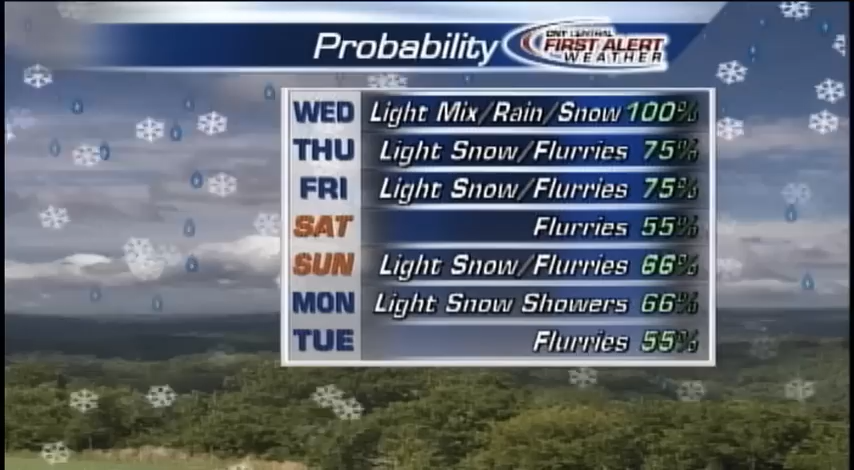 Probability
CNY CENTRAL
FIRST ALERT
WEATHER
WED Light Mix/Rain/Snow 100%
THU Light Snow/Flurries 75%
FRI Light Snow/Flurries 75%
SAT Flurries 55%
SUN Light Snow/Flurries 66%
MON Light Snow Showers 66%
TUE Flurries 55%